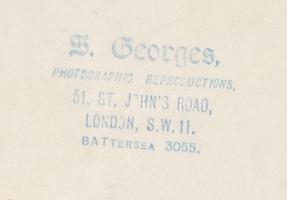 S. Georges,
PHOTOGRAPHIC REPRODUCTIONS,
51, ST. JOHN'S ROAD,
LONDON, S.W. 11.
BATTERSEA 3055.